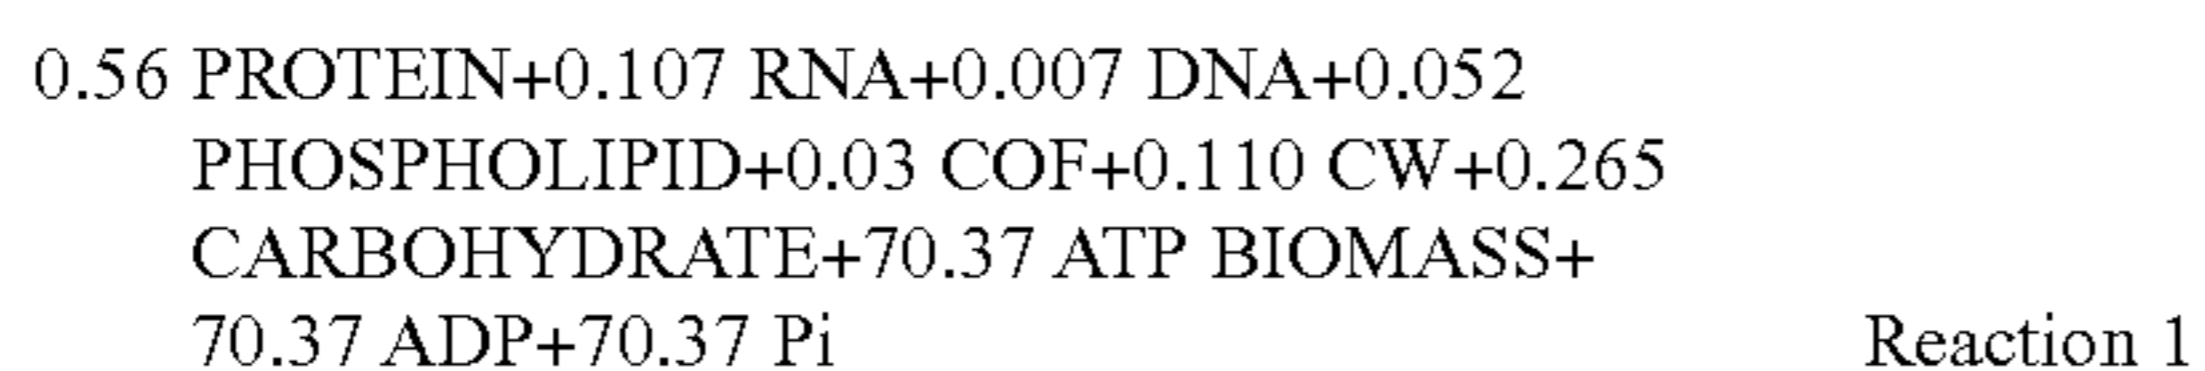 0.56 PROTEIN+0.107 RNA+0.007 DNA+0.052
PHOSPHOLIPID+0.03 COF+0.110 CW+0.265
CARBOHYDRATE+70.37 ATP BIOMASS+
70.37 ADP+70.37 Pi Reaction 1